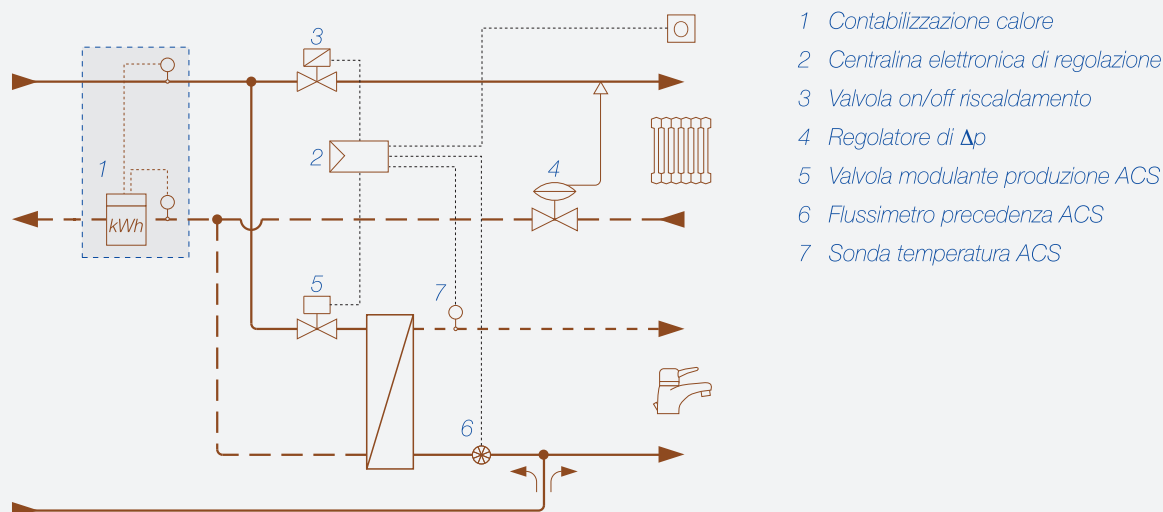 1 Contabilizzazione calore
2 Centralina elettronica di regolazione
3 Valvola on/off riscaldamento
4 Regolatore di Δp
5 Valvola modulante produzione ACS
6 Flussimetro precedenza ACS
7 Sonda temperatura ACS
3
1
2
4
kWh
5
7
6